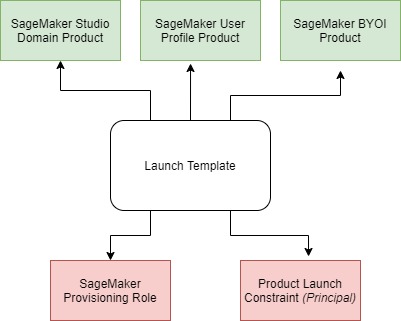 SageMaker Studio
Domain Product
SageMaker User
Profile Product
SageMaker BYOI
Product
Launch Template
SageMaker
Provisioning Role
Product Launch
Constraint (Principal)